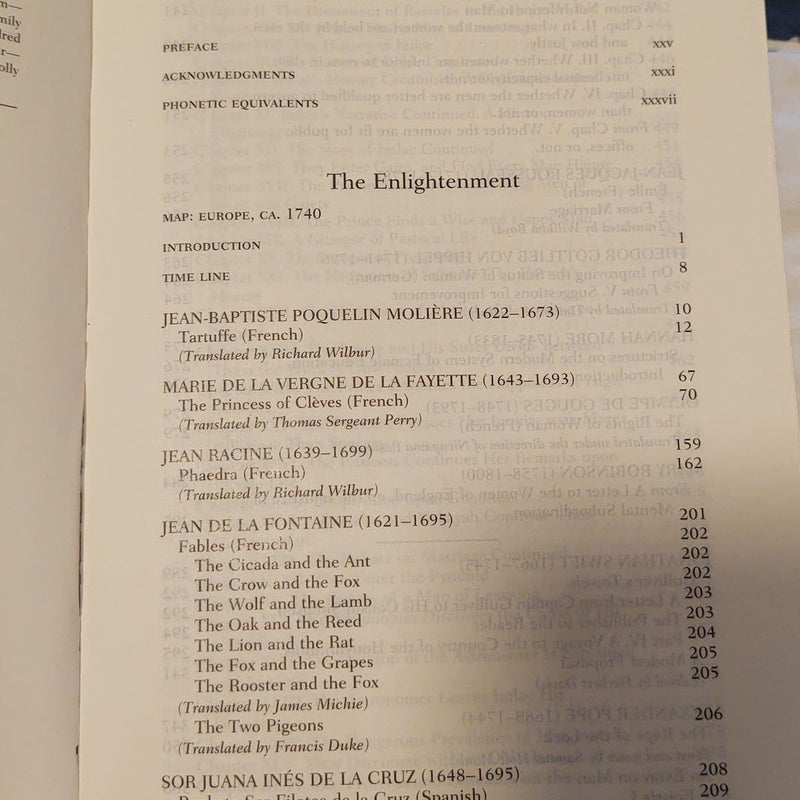 PREFACE xxv
ACKNOWLEDGMENTS xxxi
PHONETIC EQUIVALENTS xxxvii
The Enlightenment
MAP: EUROPE, CA. 1740
INTRODUCTION 1
TIME LINE 8
JEAN-BAPTISTE POQUELIN MOLIÈRE (1622–1673) 10
Tartuffe (French) 12
(Translated by Richard Wilbur)
MARIE DE LA VERGNE DE LA FAYETTE (1643–1693) 67
The Princess of Clèves (French) 70
(Translated by Thomas Sergeant Perry)
JEAN RACINE (1639–1699) 159
Phaedra (French) 162
(Translated by Richard Wilbur)
JEAN DE LA FONTAINE (1621–1695) 201
Fables (French) 202
The Cicada and the Ant 202
The Crow and the Fox 202
The Wolf and the Lamb 203
The Oak and the Reed 203
The Lion and the Rat 204
The Fox and the Grapes 205
The Rooster and the Fox 205
(Translated by James Michie)
The Two Pigeons 206
(Translated by Francis Duke)
SOR JUANA INÉS DE LA CRUZ (1648–1695) 208
de la Cruz (Spanish) 209